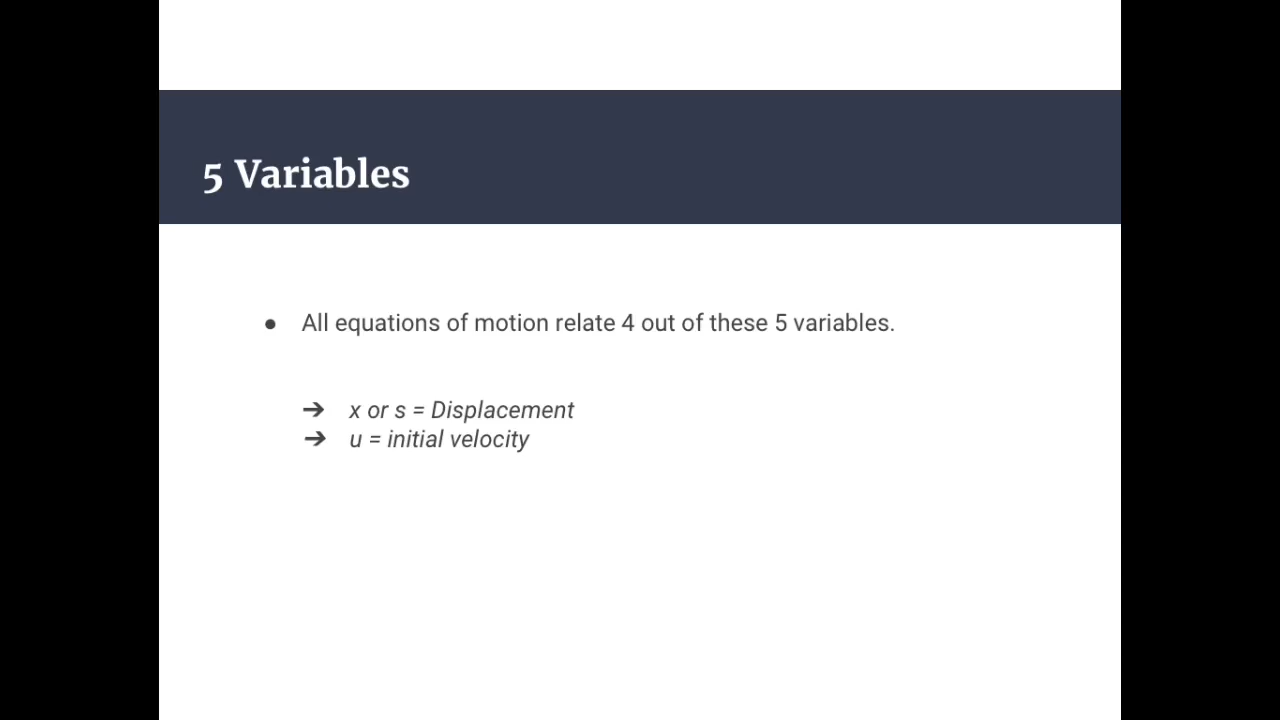 5 Variables
● All equations of motion relate 4 out of these 5 variables.
➔ x or s = Displacement
➔ u = initial velocity